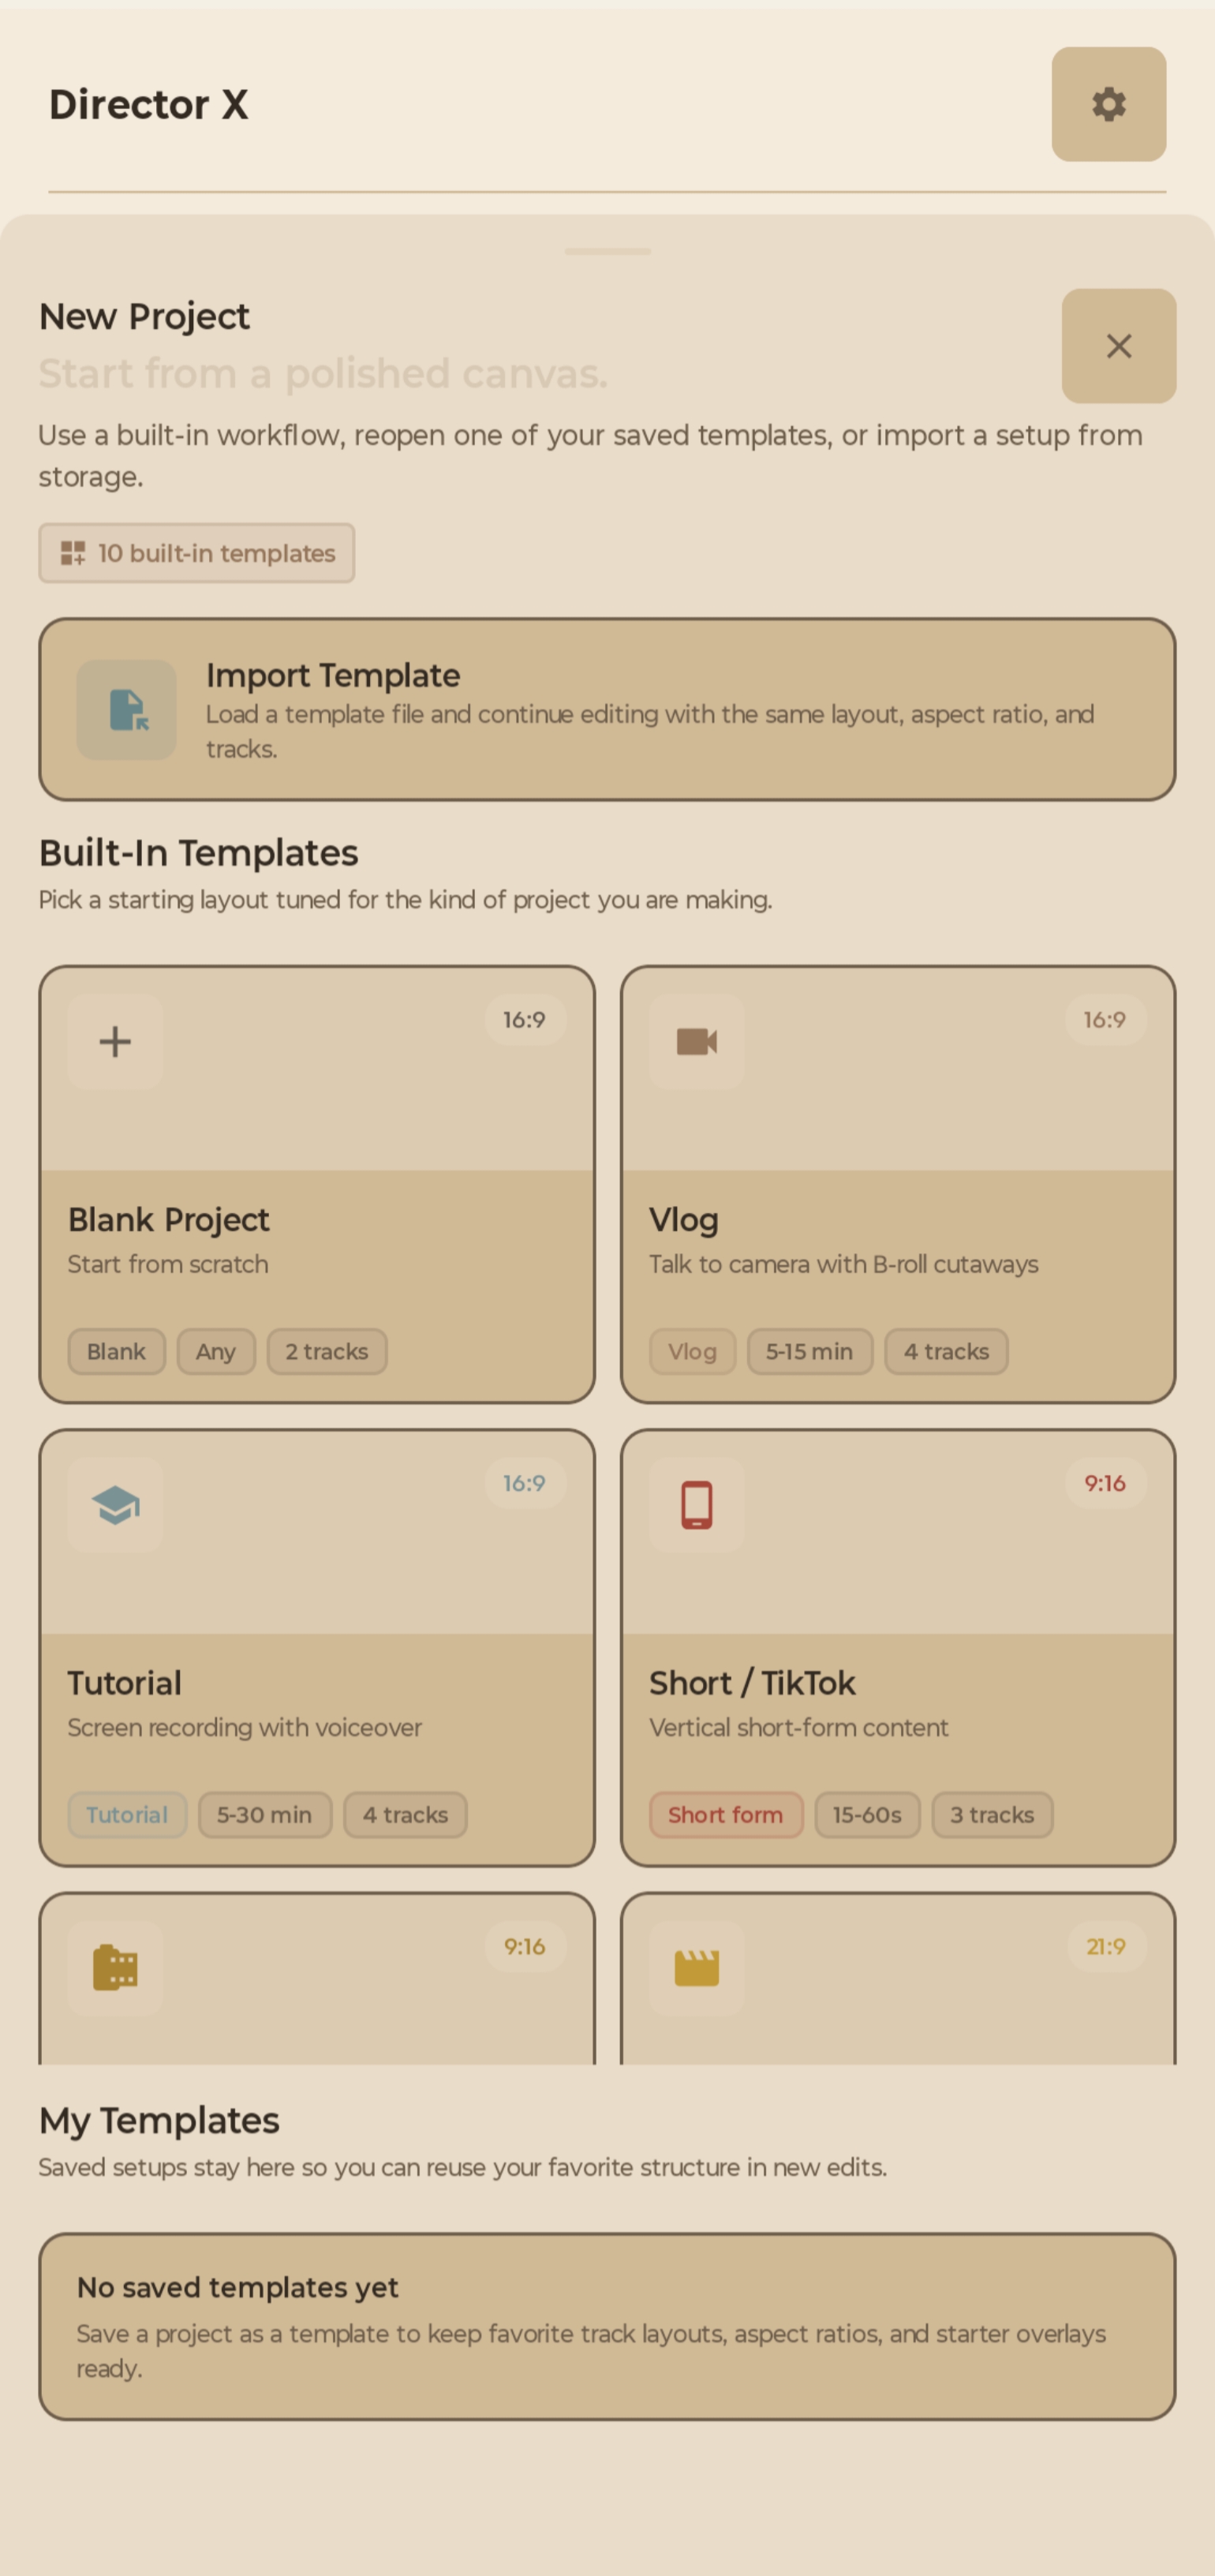 Director X
New Project
Start from a polished canvas.
Use a built-in workflow, reopen one of your saved templates, or import a setup from
storage.
10 built-in templates
Import Template
Load a template file and continue editing with the same layout, aspect ratio, and
tracks.
Built-In Templates
Pick a starting layout tuned for the kind of project you are making.
16:9
Blank Project
Start from scratch
Blank Any 2 tracks
16:9
Vlog
Talk to camera with B-roll cutaways
Vlog 5-15 min 4 tracks
16:9
Tutorial
Screen recording with voiceover
Tutorial 5-30 min 4 tracks
9:16
Short / TikTok
Vertical short-form content
Short form 15-60s 3 tracks
9:16
21:9
My Templates
Saved setups stay here so you can reuse your favorite structure in new edits.
No saved templates yet
Save a project as a template to keep favorite track layouts, aspect ratios, and starter overlays
ready.